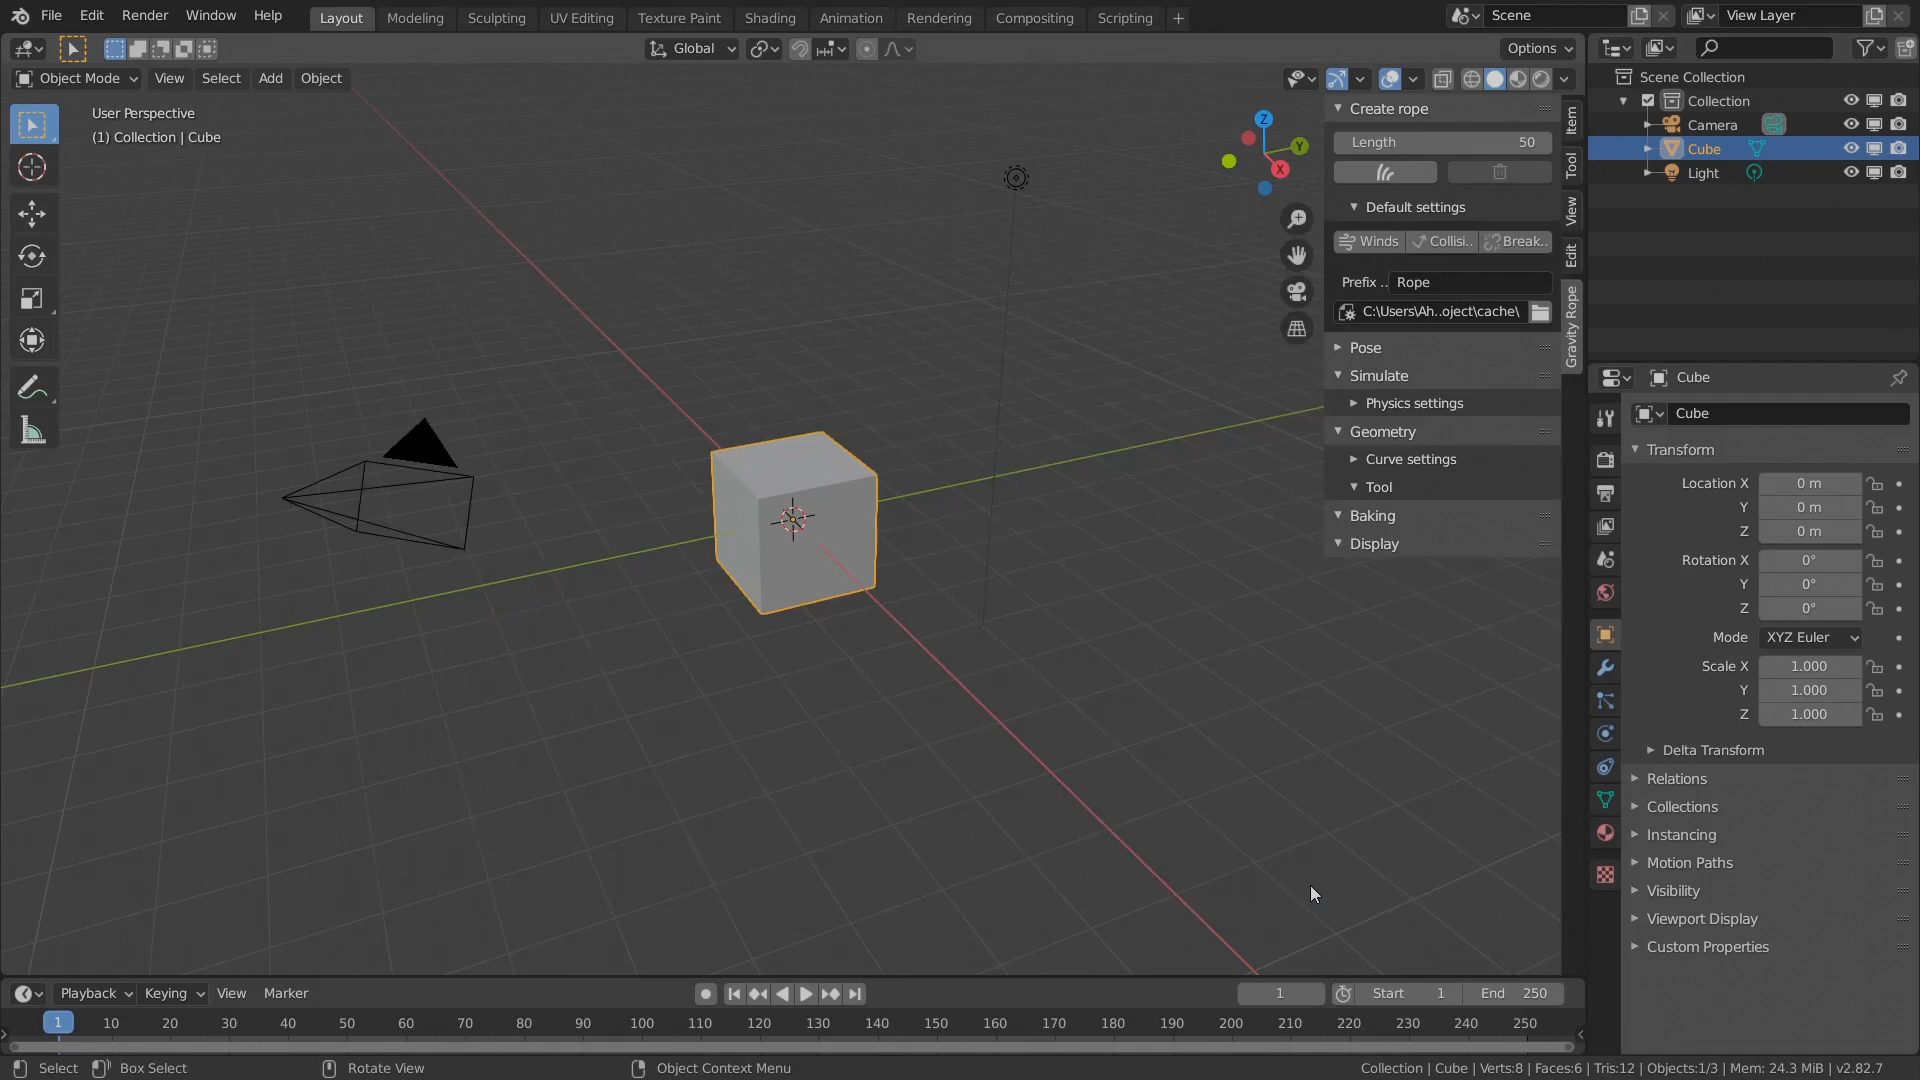 File Edit Render Window Help Layout Modeling Sculpting UV Editing Texture Paint Shading Animation Rendering Compositing Scripting + Scene View Layer
Global Options
Object Mode View Select Add Object
User Perspective
(1) Collection | Cube
Z
Y
X
Create rope
Length 50
Default settings
Winds Collisi.. Break..
Prefix .. Rope
C:\Users\Ah..oject\cache\
Pose
Simulate
Physics settings
Geometry
Curve settings
Tool
Baking
Display
Item
Tool
View
Edit
Gravity Rope
Scene Collection
Collection
Camera
Cube
Light
Cube
Cube
Transform
Location X 0 m
Y 0 m
Z 0 m
Rotation X 0°
Y 0°
Z 0°
Mode XYZ Euler
Scale X 1.000
Y 1.000
Z 1.000
Delta Transform
Relations
Collections
Instancing
Motion Paths
Visibility
Viewport Display
Custom Properties
Playback Keying View Marker 1 Start 1 End 250
1 10 20 30 40 50 60 70 80 90 100 110 120 130 140 150 160 170 180 190 200 210 220 230 240 250
Select Box Select Rotate View Object Context Menu Collection | Cube | Verts:8 | Faces:6 | Tris:12 | Objects:1/3 | Mem: 24.3 MiB | v2.82.7